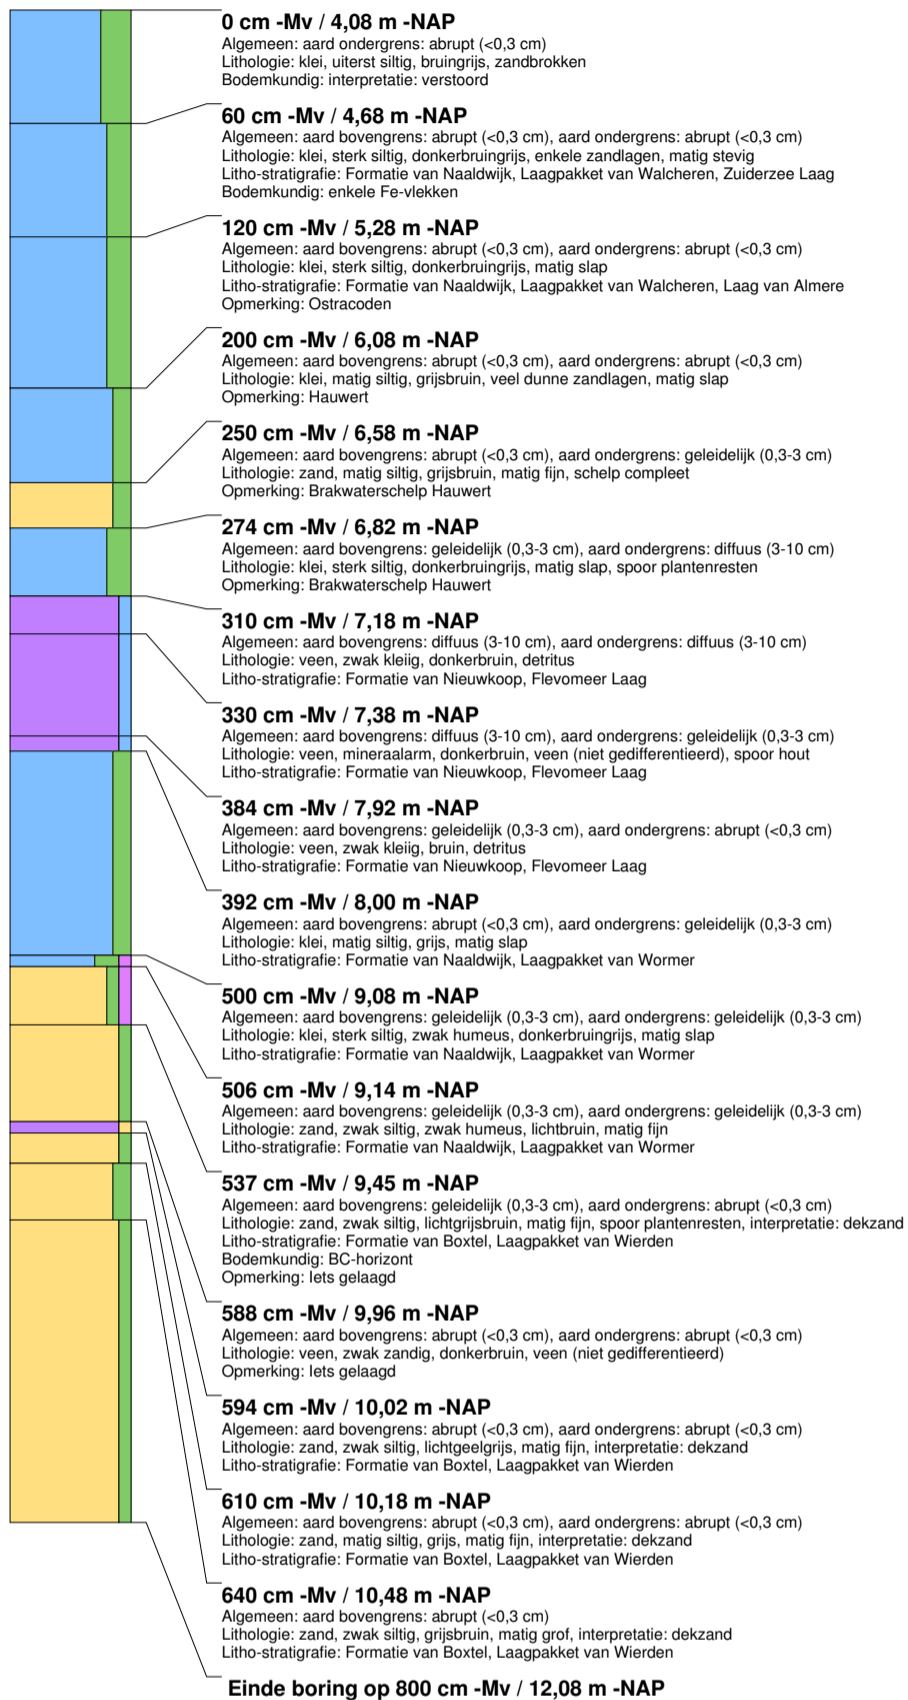 0 cm -Mv / 4,08 m -NAP
Algemeen: aard ondergrens: abrupt (<0,3 cm)
Lithologie: klei, uiterst siltig, bruingrijs, zandbrokken
Bodemkundig: interpretatie: verstoord
60 cm -Mv / 4,68 m -NAP
Algemeen: aard bovengrens: abrupt (<0,3 cm), aard ondergrens: abrupt (<0,3 cm)
Lithologie: klei, sterk siltig, donkerbruingrijs, enkele zandlagen, matig stevig
Litho-stratigrafie: Formatie van Naaldwijk, Laagpakket van Walcheren, Zuiderzee Laag
Bodemkundig: enkele Fe-vlekken
120 cm -Mv / 5,28 m -NAP
Algemeen: aard bovengrens: abrupt (<0,3 cm), aard ondergrens: abrupt (<0,3 cm)
Lithologie: klei, sterk siltig, donkerbruingrijs, matig slap
Litho-stratigrafie: Formatie van Naaldwijk, Laagpakket van Walcheren, Laag van Almere
Opmerking: Ostracoden
200 cm -Mv / 6,08 m -NAP
Algemeen: aard bovengrens: abrupt (<0,3 cm), aard ondergrens: abrupt (<0,3 cm)
Lithologie: klei, matig siltig, grijsbruin, veel dunne zandlagen, matig slap
Opmerking: Hauwert
250 cm -Mv / 6,58 m -NAP
Algemeen: aard bovengrens: abrupt (<0,3 cm), aard ondergrens: geleidelijk (0,3-3 cm)
Lithologie: zand, matig siltig, grijsbruin, matig fijn, schelp compleet
Opmerking: Brakwaterschelp Hauwert
274 cm -Mv / 6,82 m -NAP
Algemeen: aard bovengrens: geleidelijk (0,3-3 cm), aard ondergrens: diffuus (3-10 cm)
Lithologie: klei, sterk siltig, donkerbruingrijs, matig slap, spoor plantenresten
Opmerking: Brakwaterschelp Hauwert
310 cm -Mv / 7,18 m -NAP
Algemeen: aard bovengrens: diffuus (3-10 cm), aard ondergrens: diffuus (3-10 cm)
Lithologie: veen, zwak kleiig, donkerbruin, detritus
Litho-stratigrafie: Formatie van Nieuwkoop, Flevomeer Laag
330 cm -Mv / 7,38 m -NAP
Algemeen: aard bovengrens: diffuus (3-10 cm), aard ondergrens: geleidelijk (0,3-3 cm)
Lithologie: veen, mineraalarm, donkerbruin, veen (niet gedifferentieerd), spoor hout
Litho-stratigrafie: Formatie van Nieuwkoop, Flevomeer Laag
384 cm -Mv / 7,92 m -NAP
Algemeen: aard bovengrens: geleidelijk (0,3-3 cm), aard ondergrens: abrupt (<0,3 cm)
Lithologie: veen, zwak kleiig, bruin, detritus
Litho-stratigrafie: Formatie van Nieuwkoop, Flevomeer Laag
392 cm -Mv / 8,00 m -NAP
Algemeen: aard bovengrens: abrupt (<0,3 cm), aard ondergrens: geleidelijk (0,3-3 cm)
Lithologie: klei, matig siltig, grijs, matig slap
Litho-stratigrafie: Formatie van Naaldwijk, Laagpakket van Wormer
500 cm -Mv / 9,08 m -NAP
Algemeen: aard bovengrens: geleidelijk (0,3-3 cm), aard ondergrens: geleidelijk (0,3-3 cm)
Lithologie: klei, sterk siltig, zwak humeus, donkerbruingrijs, matig slap
Litho-stratigrafie: Formatie van Naaldwijk, Laagpakket van Wormer
506 cm -Mv / 9,14 m -NAP
Algemeen: aard bovengrens: geleidelijk (0,3-3 cm), aard ondergrens: geleidelijk (0,3-3 cm)
Lithologie: zand, zwak siltig, zwak humeus, lichtbruin, matig fijn
Litho-stratigrafie: Formatie van Naaldwijk, Laagpakket van Wormer
537 cm -Mv / 9,45 m -NAP
Algemeen: aard bovengrens: geleidelijk (0,3-3 cm), aard ondergrens: abrupt (<0,3 cm)
Lithologie: zand, zwak siltig, lichtgrijsbruin, matig fijn, spoor plantenresten, interpretatie: dekzand
Litho-stratigrafie: Formatie van Boxtel, Laagpakket van Wierden
Bodemkundig: BC-horizont
Opmerking: Iets gelaagd
588 cm -Mv / 9,96 m -NAP
Algemeen: aard bovengrens: abrupt (<0,3 cm), aard ondergrens: abrupt (<0,3 cm)
Lithologie: veen, zwak zandig, donkerbruin, veen (niet gedifferentieerd)
Opmerking: Iets gelaagd
594 cm -Mv / 10,02 m -NAP
Algemeen: aard bovengrens: abrupt (<0,3 cm), aard ondergrens: abrupt (<0,3 cm)
Lithologie: zand, zwak siltig, lichtgeelgrijs, matig fijn, interpretatie: dekzand
Litho-stratigrafie: Formatie van Boxtel, Laagpakket van Wierden
610 cm -Mv / 10,18 m -NAP
Algemeen: aard bovengrens: abrupt (<0,3 cm), aard ondergrens: abrupt (<0,3 cm)
Lithologie: zand, matig siltig, grijs, matig fijn, interpretatie: dekzand
Litho-stratigrafie: Formatie van Boxtel, Laagpakket van Wierden
640 cm -Mv / 10,48 m -NAP
Algemeen: aard bovengrens: abrupt (<0,3 cm)
Lithologie: zand, zwak siltig, grijsbruin, matig grof, interpretatie: dekzand
Litho-stratigrafie: Formatie van Boxtel, Laagpakket van Wierden
Einde boring op 800 cm -Mv / 12,08 m -NAP